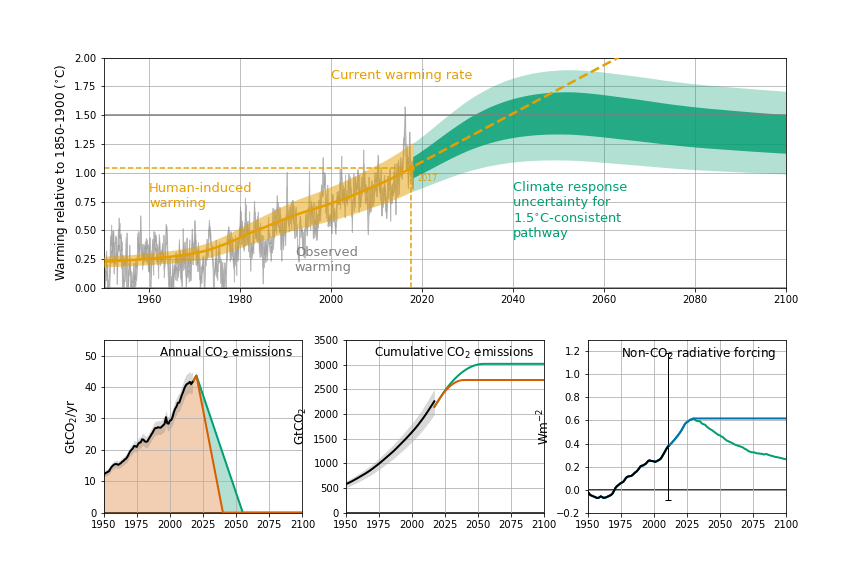 2.00
1.75
1.50
1.25
1.00
0.75
0.50
0.25
0.00
Warming relative to 1850-1900 (°C)
Current warming rate
Human-induced
warming
2017
Observed
warming
Climate response
uncertainty for
1.5°C-consistent
pathway
1960 1980 2000 2020 2040 2060 2080 2100
Annual CO₂ emissions
50
40
30
20
10
0
GtCO₂/yr
1950 1975 2000 2025 2050 2075 2100
Cumulative CO₂ emissions
3500
3000
2500
2000
1500
1000
500
0
GtCO₂
1950 1975 2000 2025 2050 2075 2100
Non-CO₂ radiative forcing
1.2
1.0
0.8
0.6
0.4
0.2
0.0
−0.2
Wm⁻²
1950 1975 2000 2025 2050 2075 2100